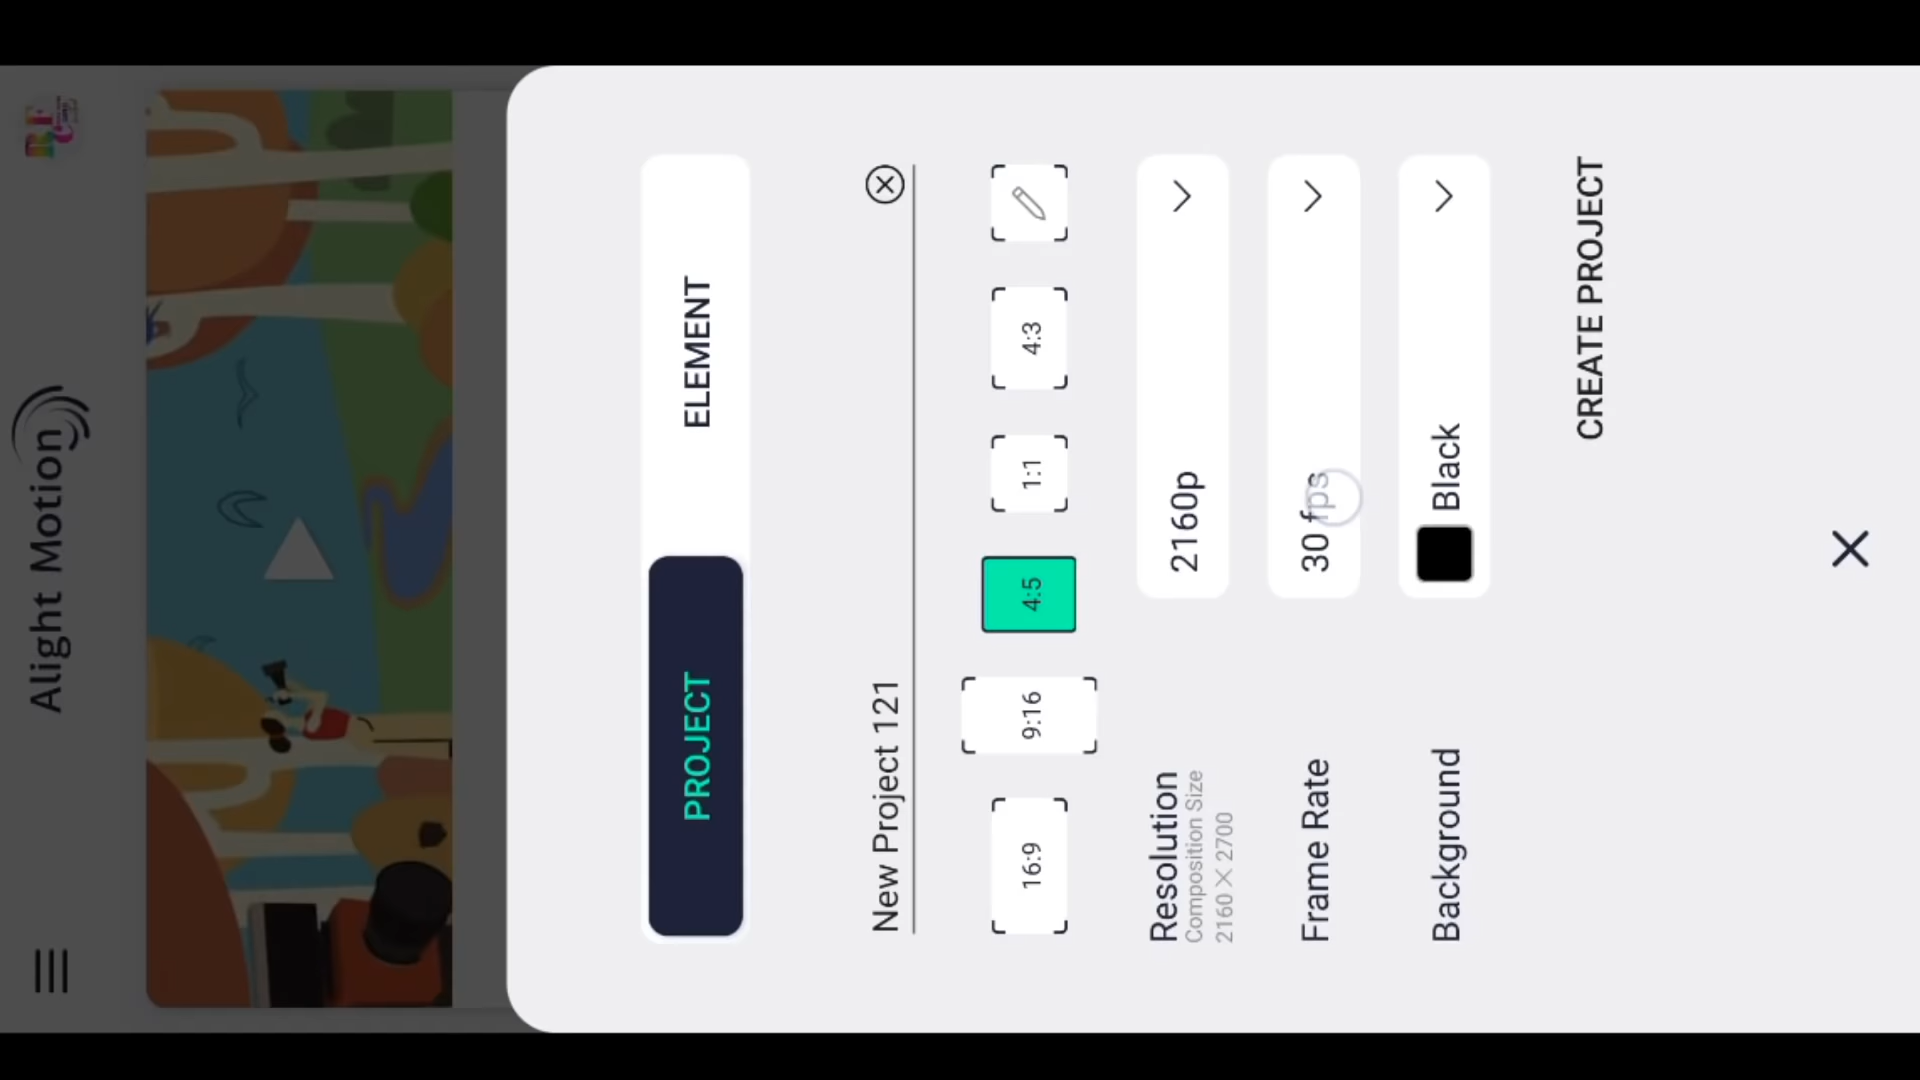 Alight Motion
PROJECT
ELEMENT
New Project 121
16:9
9:16
4:5
1:1
4:3
Resolution
Composition Size
2160 × 2700
2160p
Frame Rate
30 fps
Background
Black
CREATE PROJECT